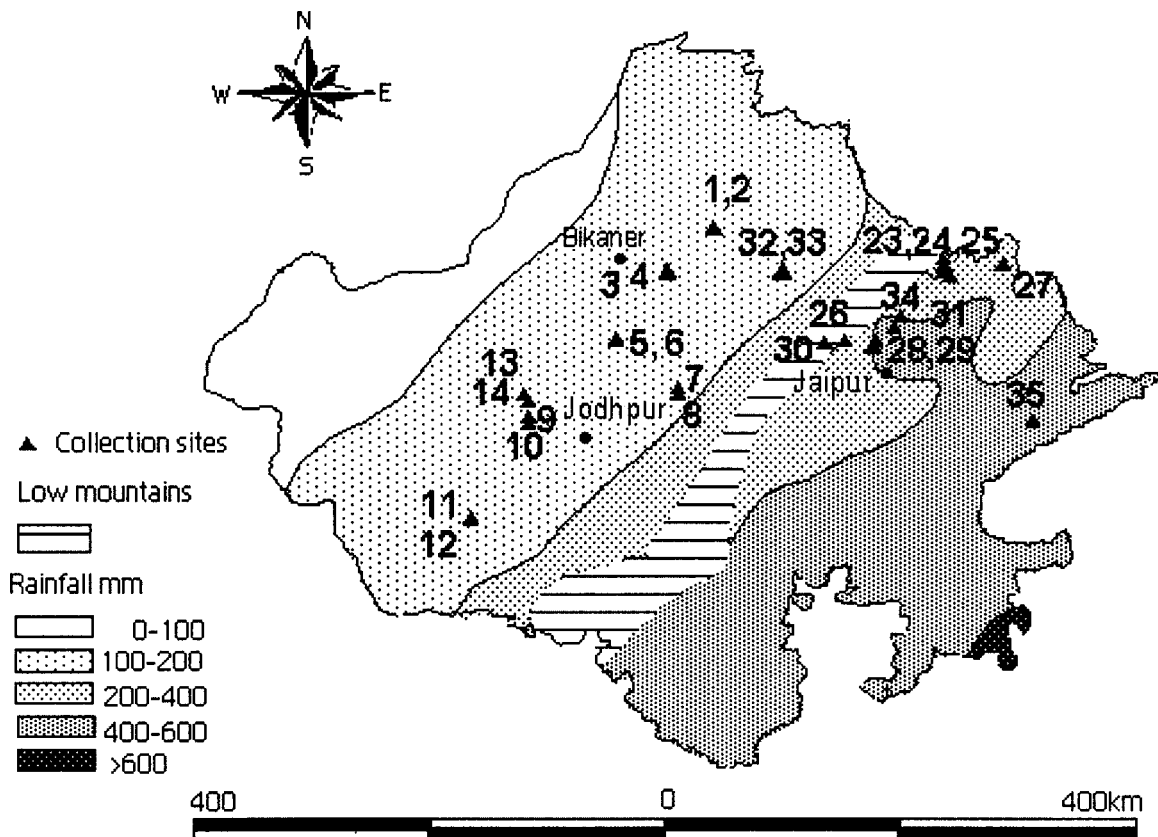 N
W E
S
1,2
Bikaner
32,33
23,24,25
3 4
27
34
31
26
5, 6
30
28,29
13
7
Jaipur
14
Jodhpur
8
35
9
10
Collection sites
11
Low mountains
12
Rainfall mm
0-100
100-200
200-400
400-600
>600
400 0 400km